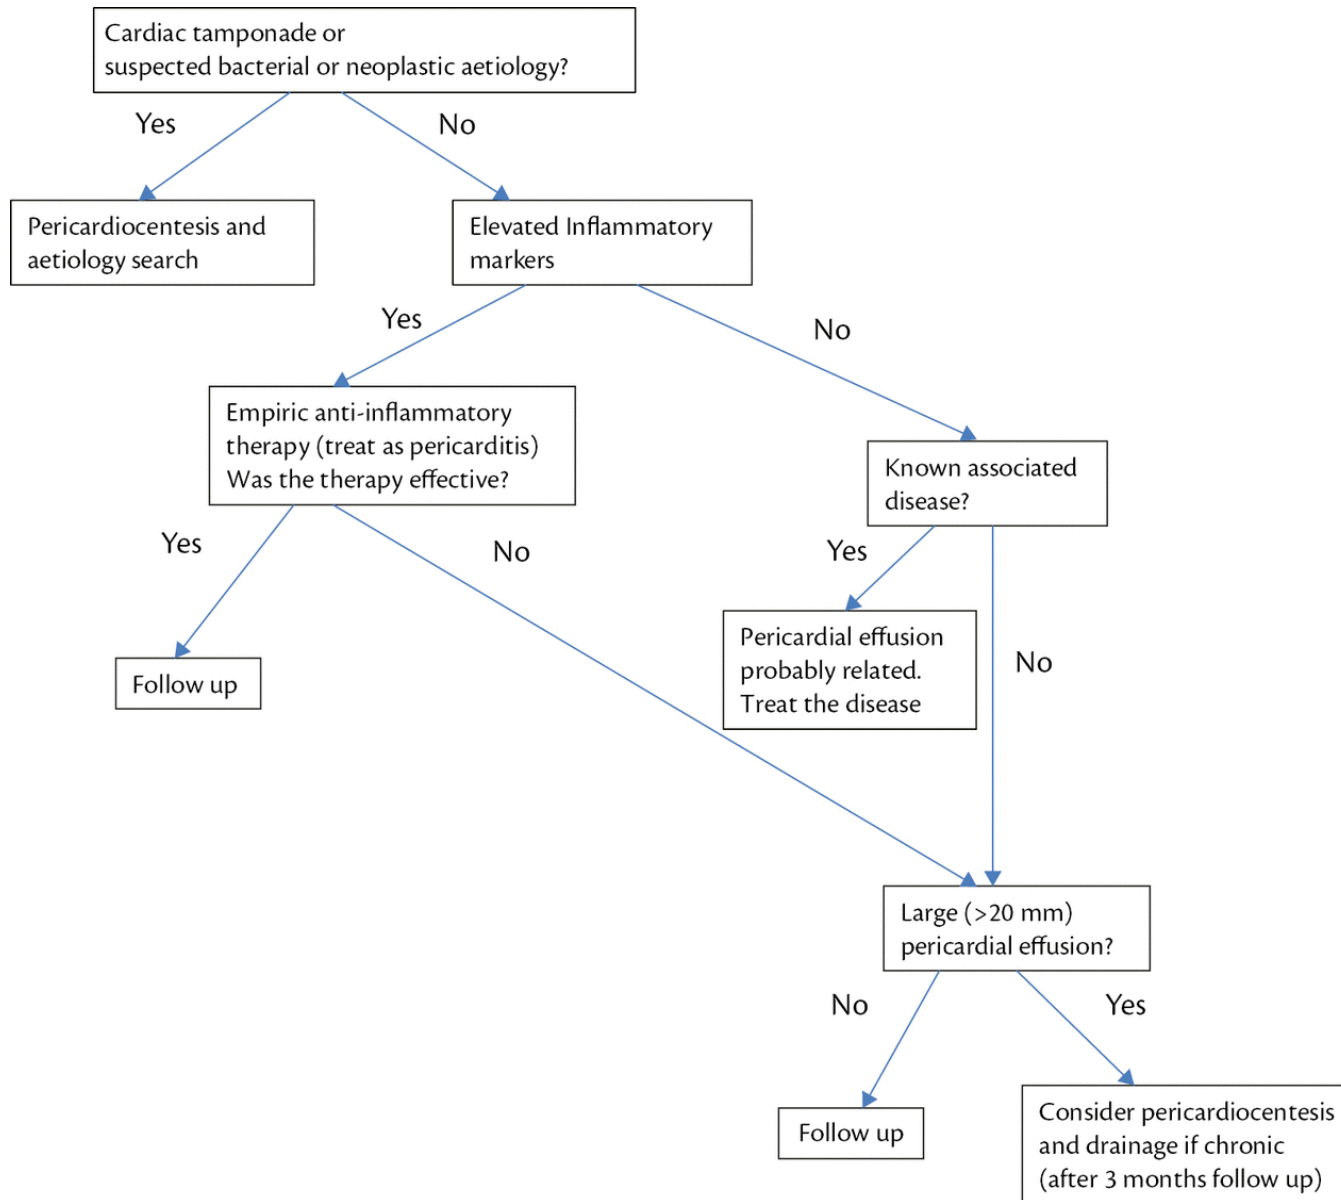 Cardiac tamponade or
suspected bacterial or neoplastic aetiology?
Yes
No
Pericardiocentesis and
aetiology search
Elevated Inflammatory
markers
Yes
No
Empiric anti-inflammatory
therapy (treat as pericarditis)
Was the therapy effective?
Known associated
disease?
Yes
No
Yes
No
Follow up
Pericardial effusion
probably related.
Treat the disease
Large (>20 mm)
pericardial effusion?
No
Yes
Follow up
Consider pericardiocentesis
and drainage if chronic
(after 3 months follow up)